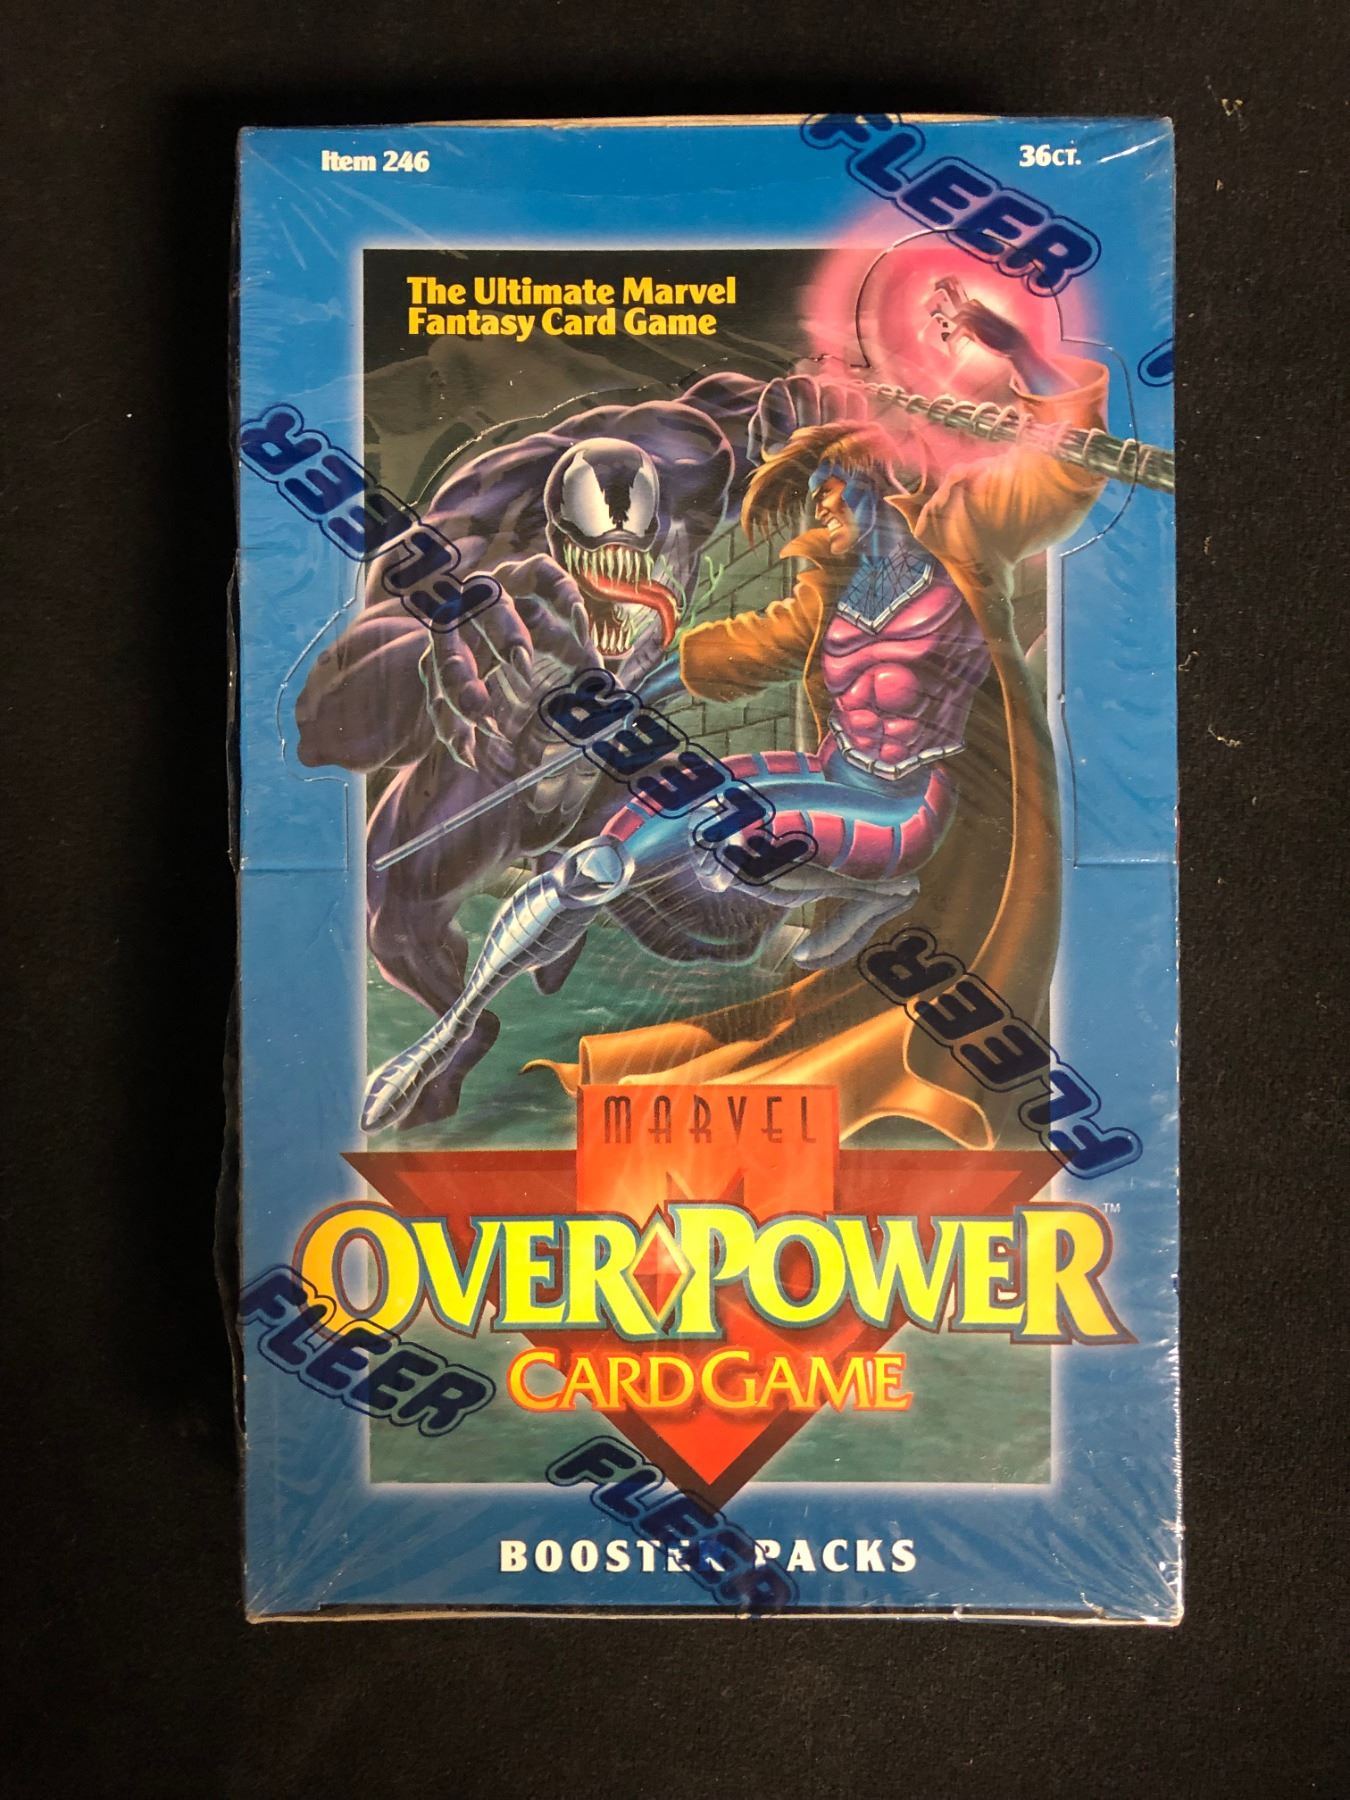 Item 246
36CT.
FLEER
The Ultimate Marvel
Fantasy Card Game
FLEER
FLEER
FLEER
MARVEL
OVERPOWER™
CARD GAME
FLEER
FLEER
BOOSTER PACKS